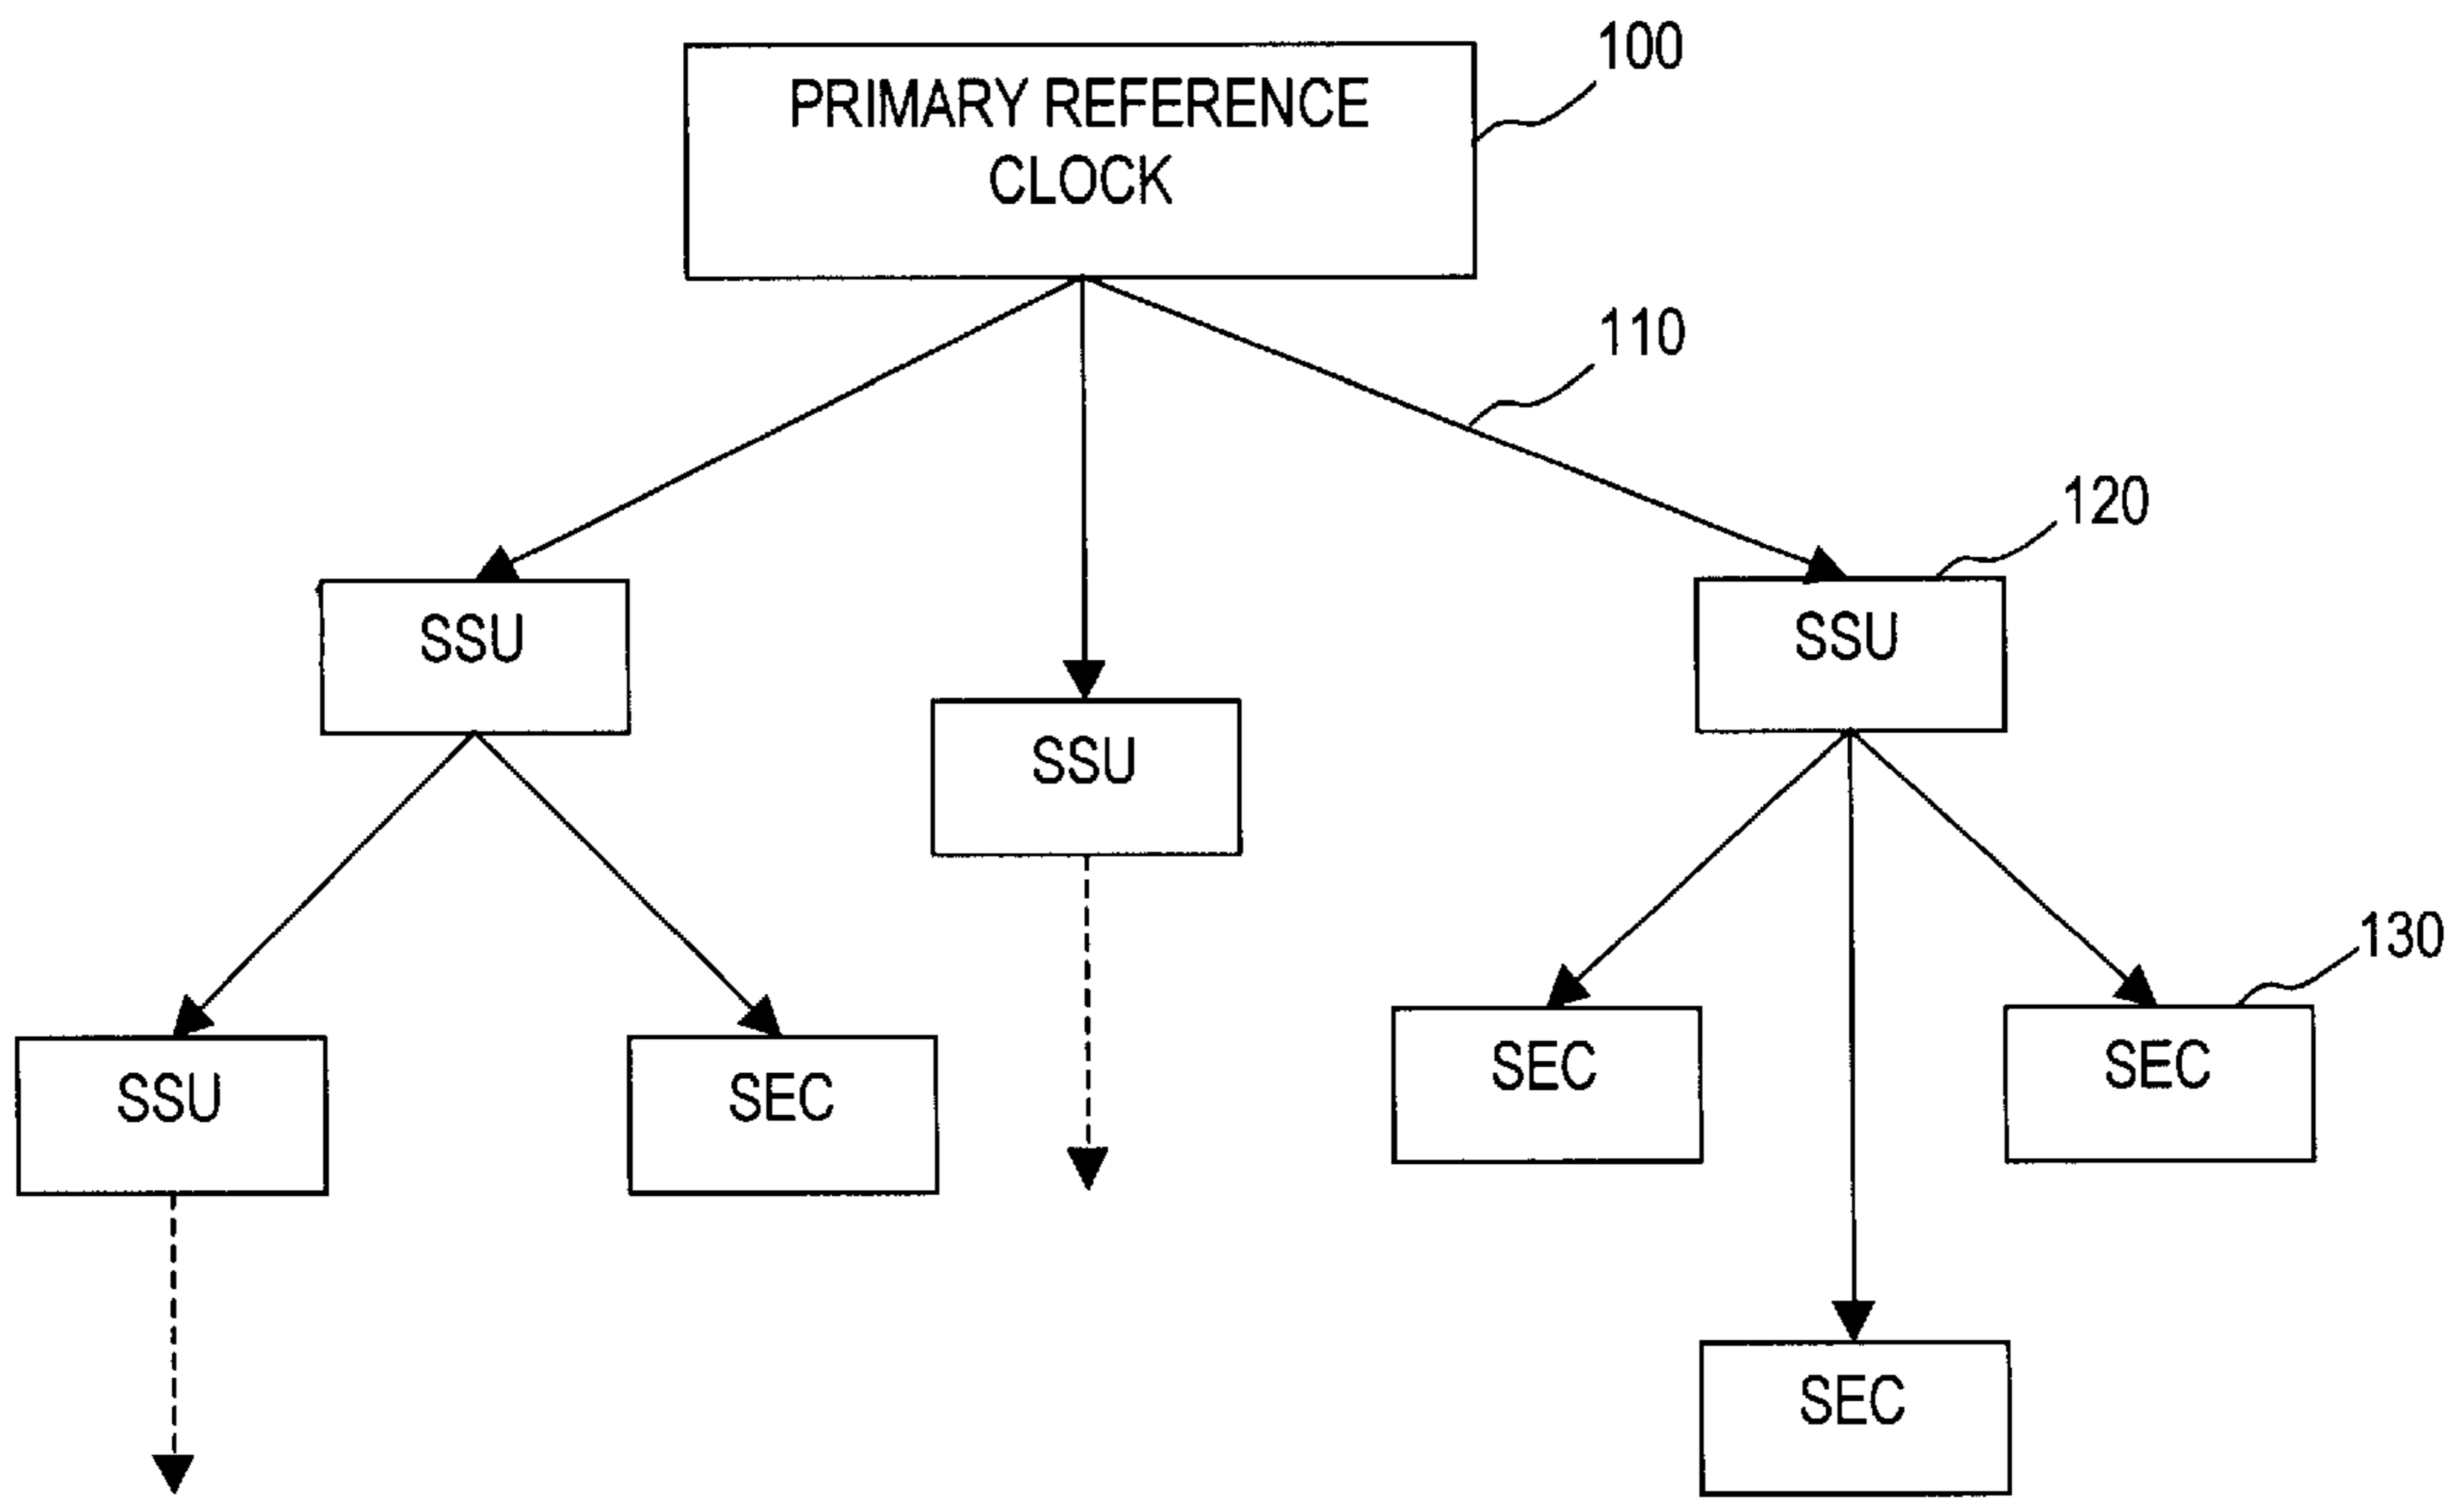 100
PRIMARY REFERENCE
CLOCK
110
120
SSU
SSU
SSU
130
SSU
SEC
SEC
SEC
SEC